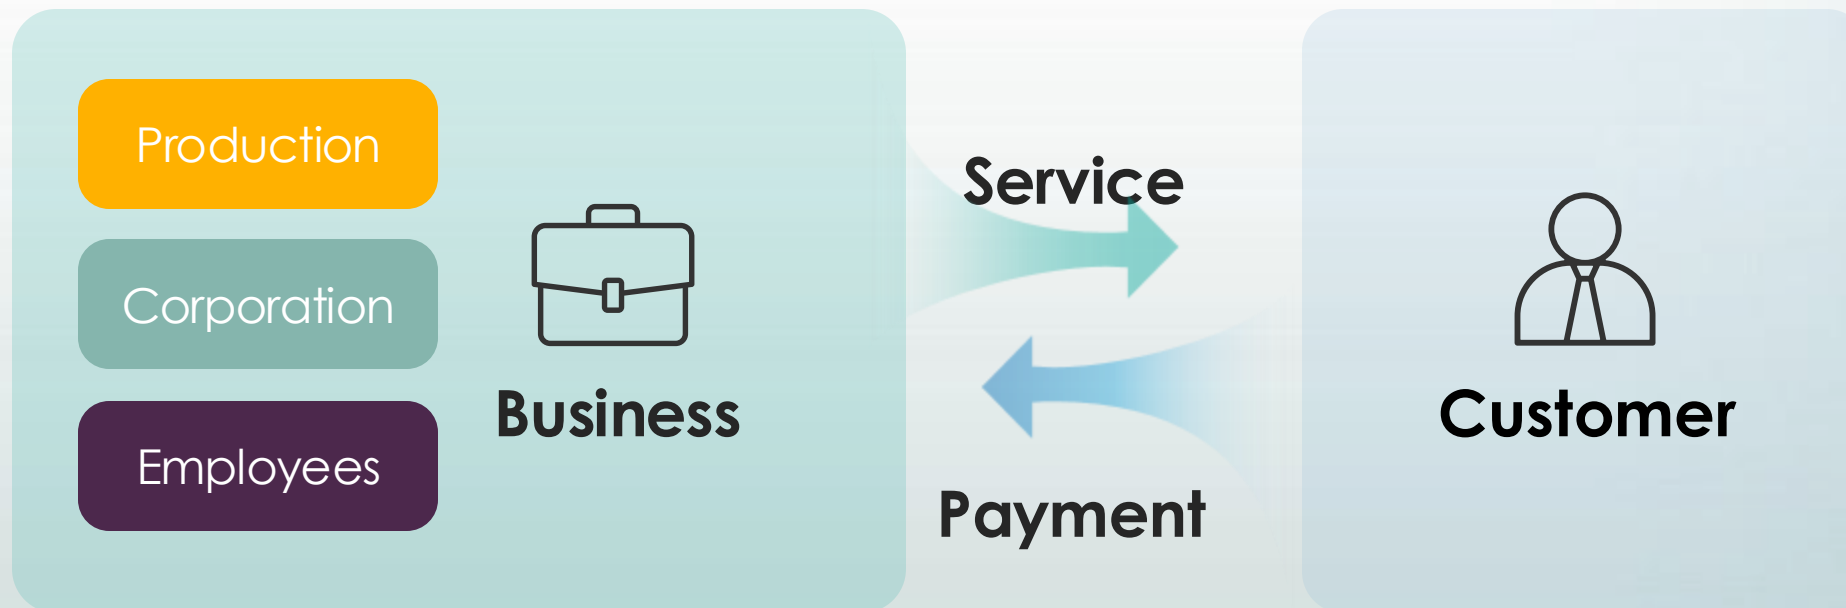 Production
Corporation
Employees
Business
Service
Payment
Customer